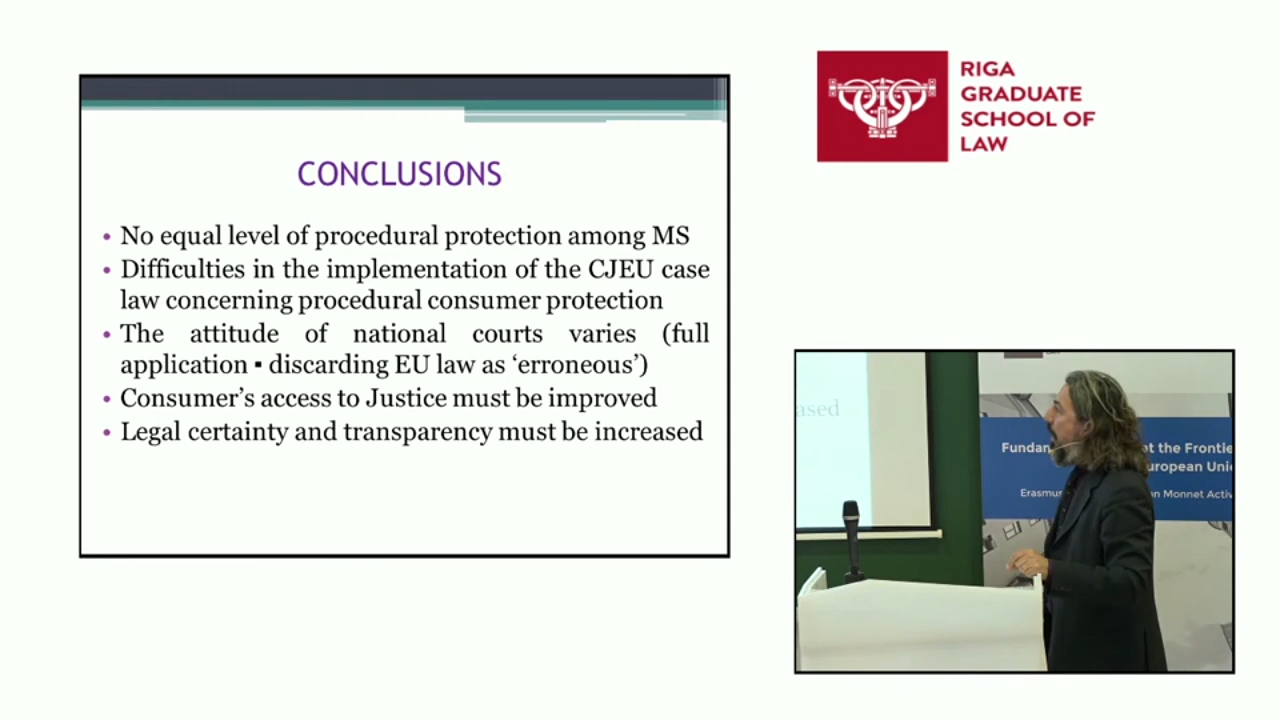 CONCLUSIONS
• No equal level of procedural protection among MS
• Difficulties in the implementation of the CJEU case
law concerning procedural consumer protection
• The attitude of national courts varies (full
application ▪ discarding EU law as ‘erroneous’)
• Consumer’s access to Justice must be improved
• Legal certainty and transparency must be increased
RIGA
GRADUATE
SCHOOL OF
LAW
ased
Fundam at the Frontie
uropean Unio
Erasmus n Monnet Activ